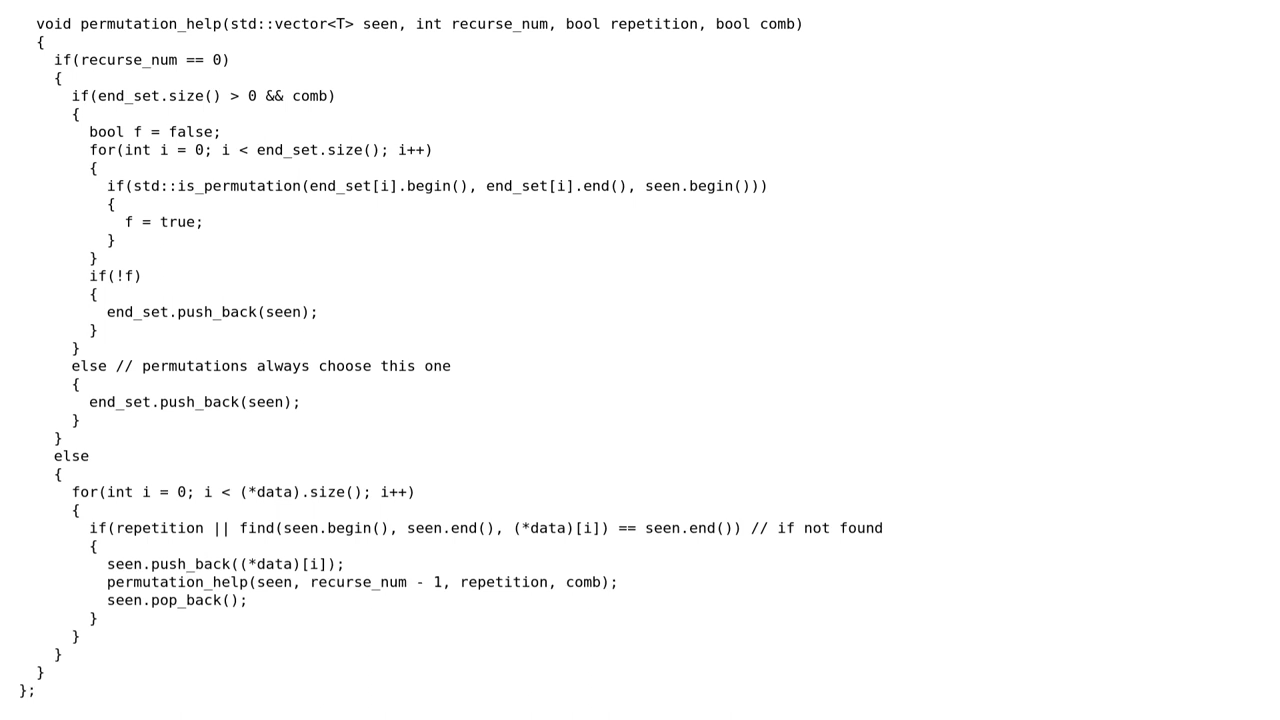 void permutation_help(std::vector<T> seen, int recurse_num, bool repetition, bool comb)
  {
    if(recurse_num == 0)
    {
      if(end_set.size() > 0 && comb)
      {
        bool f = false;
        for(int i = 0; i < end_set.size(); i++)
        {
          if(std::is_permutation(end_set[i].begin(), end_set[i].end(), seen.begin()))
          {
            f = true;
          }
        }
        if(!f)
        {
          end_set.push_back(seen);
        }
      }
      else // permutations always choose this one
      {
        end_set.push_back(seen);
      }
    }
    else
    {
      for(int i = 0; i < (*data).size(); i++)
      {
        if(repetition || find(seen.begin(), seen.end(), (*data)[i]) == seen.end()) // if not found
        {
          seen.push_back((*data)[i]);
          permutation_help(seen, recurse_num - 1, repetition, comb);
          seen.pop_back();
        }
      }
    }
  }
};